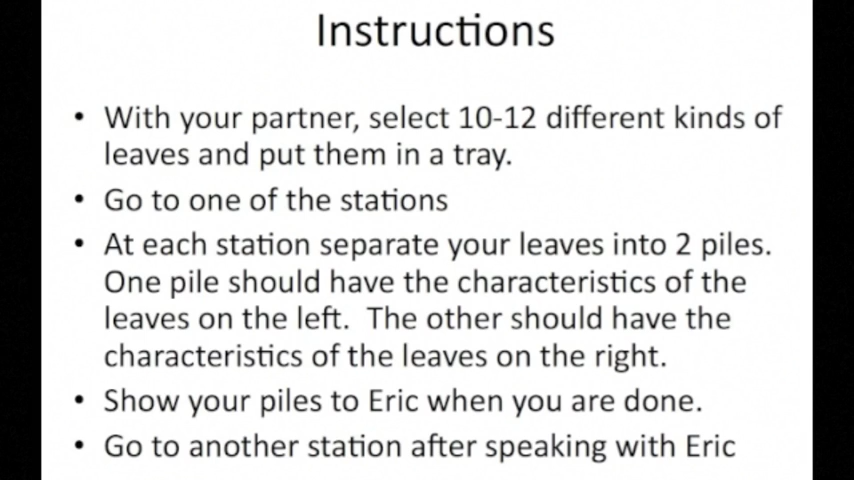 Instructions
• With your partner, select 10-12 different kinds of
leaves and put them in a tray.
• Go to one of the stations
• At each station separate your leaves into 2 piles.
One pile should have the characteristics of the
leaves on the left.  The other should have the
characteristics of the leaves on the right.
• Show your piles to Eric when you are done.
• Go to another station after speaking with Eric